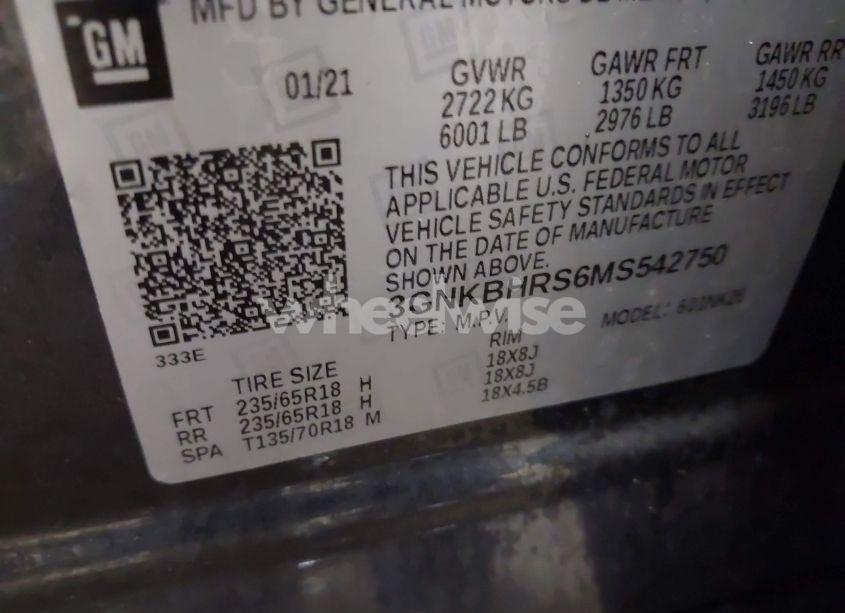 MFD BY GENERAL MOTORS DE
GM
01/21
GVWR
2722 KG
6001 LB
GAWR FRT
1350 KG
2976 LB
GAWR RR
1450 KG
3196 LB
THIS VEHICLE CONFORMS TO ALL
APPLICABLE U.S. FEDERAL MOTOR
VEHICLE SAFETY STANDARDS IN EFFECT
ON THE DATE OF MANUFACTURE
SHOWN ABOVE.
3GNKBHRS6MS542750
TYPE: M.P.V.
MODEL:
wheelwise
333E
TIRE SIZE
RIM
FRT 235/65R18 H 18X8J
RR 235/65R18 H 18X8J
SPA T135/70R18 M 18X4.5B